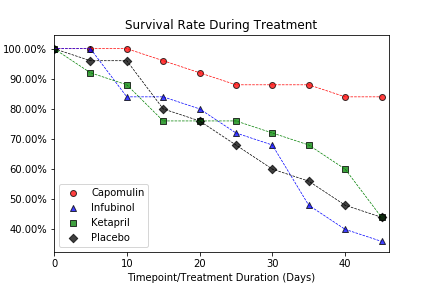 Survival Rate During Treatment
100.00%
90.00%
80.00%
70.00%
60.00%
50.00%
40.00%
Capomulin
Infubinol
Ketapril
Placebo
0 10 20 30 40
Timepoint/Treatment Duration (Days)